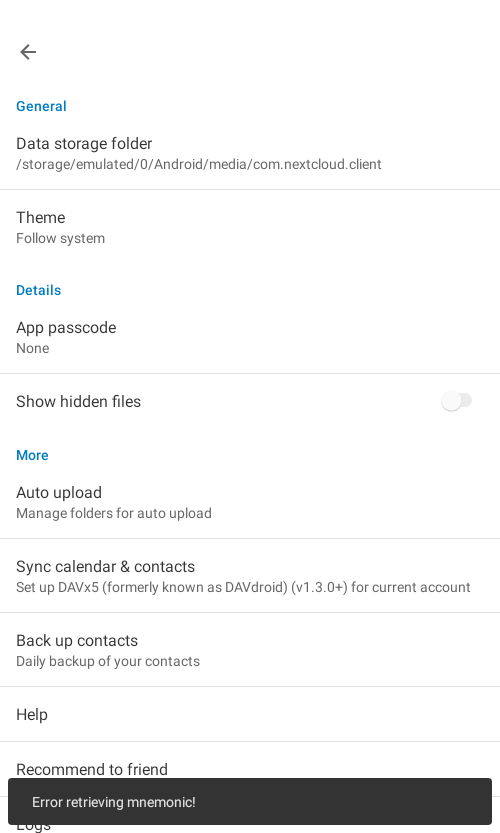 General
Data storage folder
/storage/emulated/0/Android/media/com.nextcloud.client
Theme
Follow system
Details
App passcode
None
Show hidden files
More
Auto upload
Manage folders for auto upload
Sync calendar & contacts
Set up DAVx5 (formerly known as DAVdroid) (v1.3.0+) for current account
Back up contacts
Daily backup of your contacts
Help
Recommend to friend
Error retrieving mnemonic!
Logs